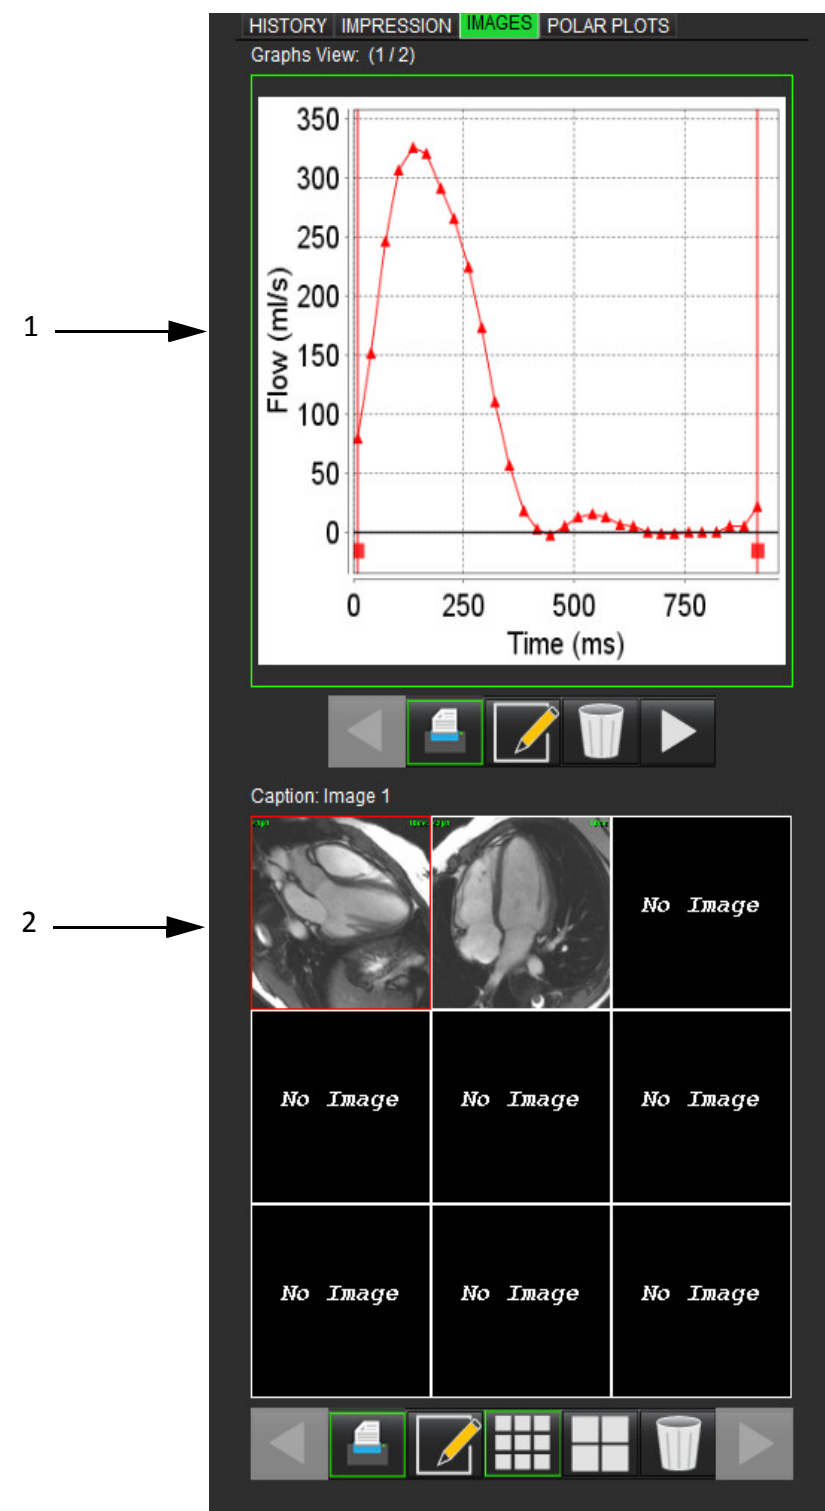 HISTORY IMPRESSION IMAGES POLAR PLOTS
Graphs View: (1 / 2)
350
300
250
200
150
100
50
0
Flow (ml/s)
0 250 500 750
Time (ms)
1
Caption: Image 1
2
No Image
No Image No Image No Image
No Image No Image No Image